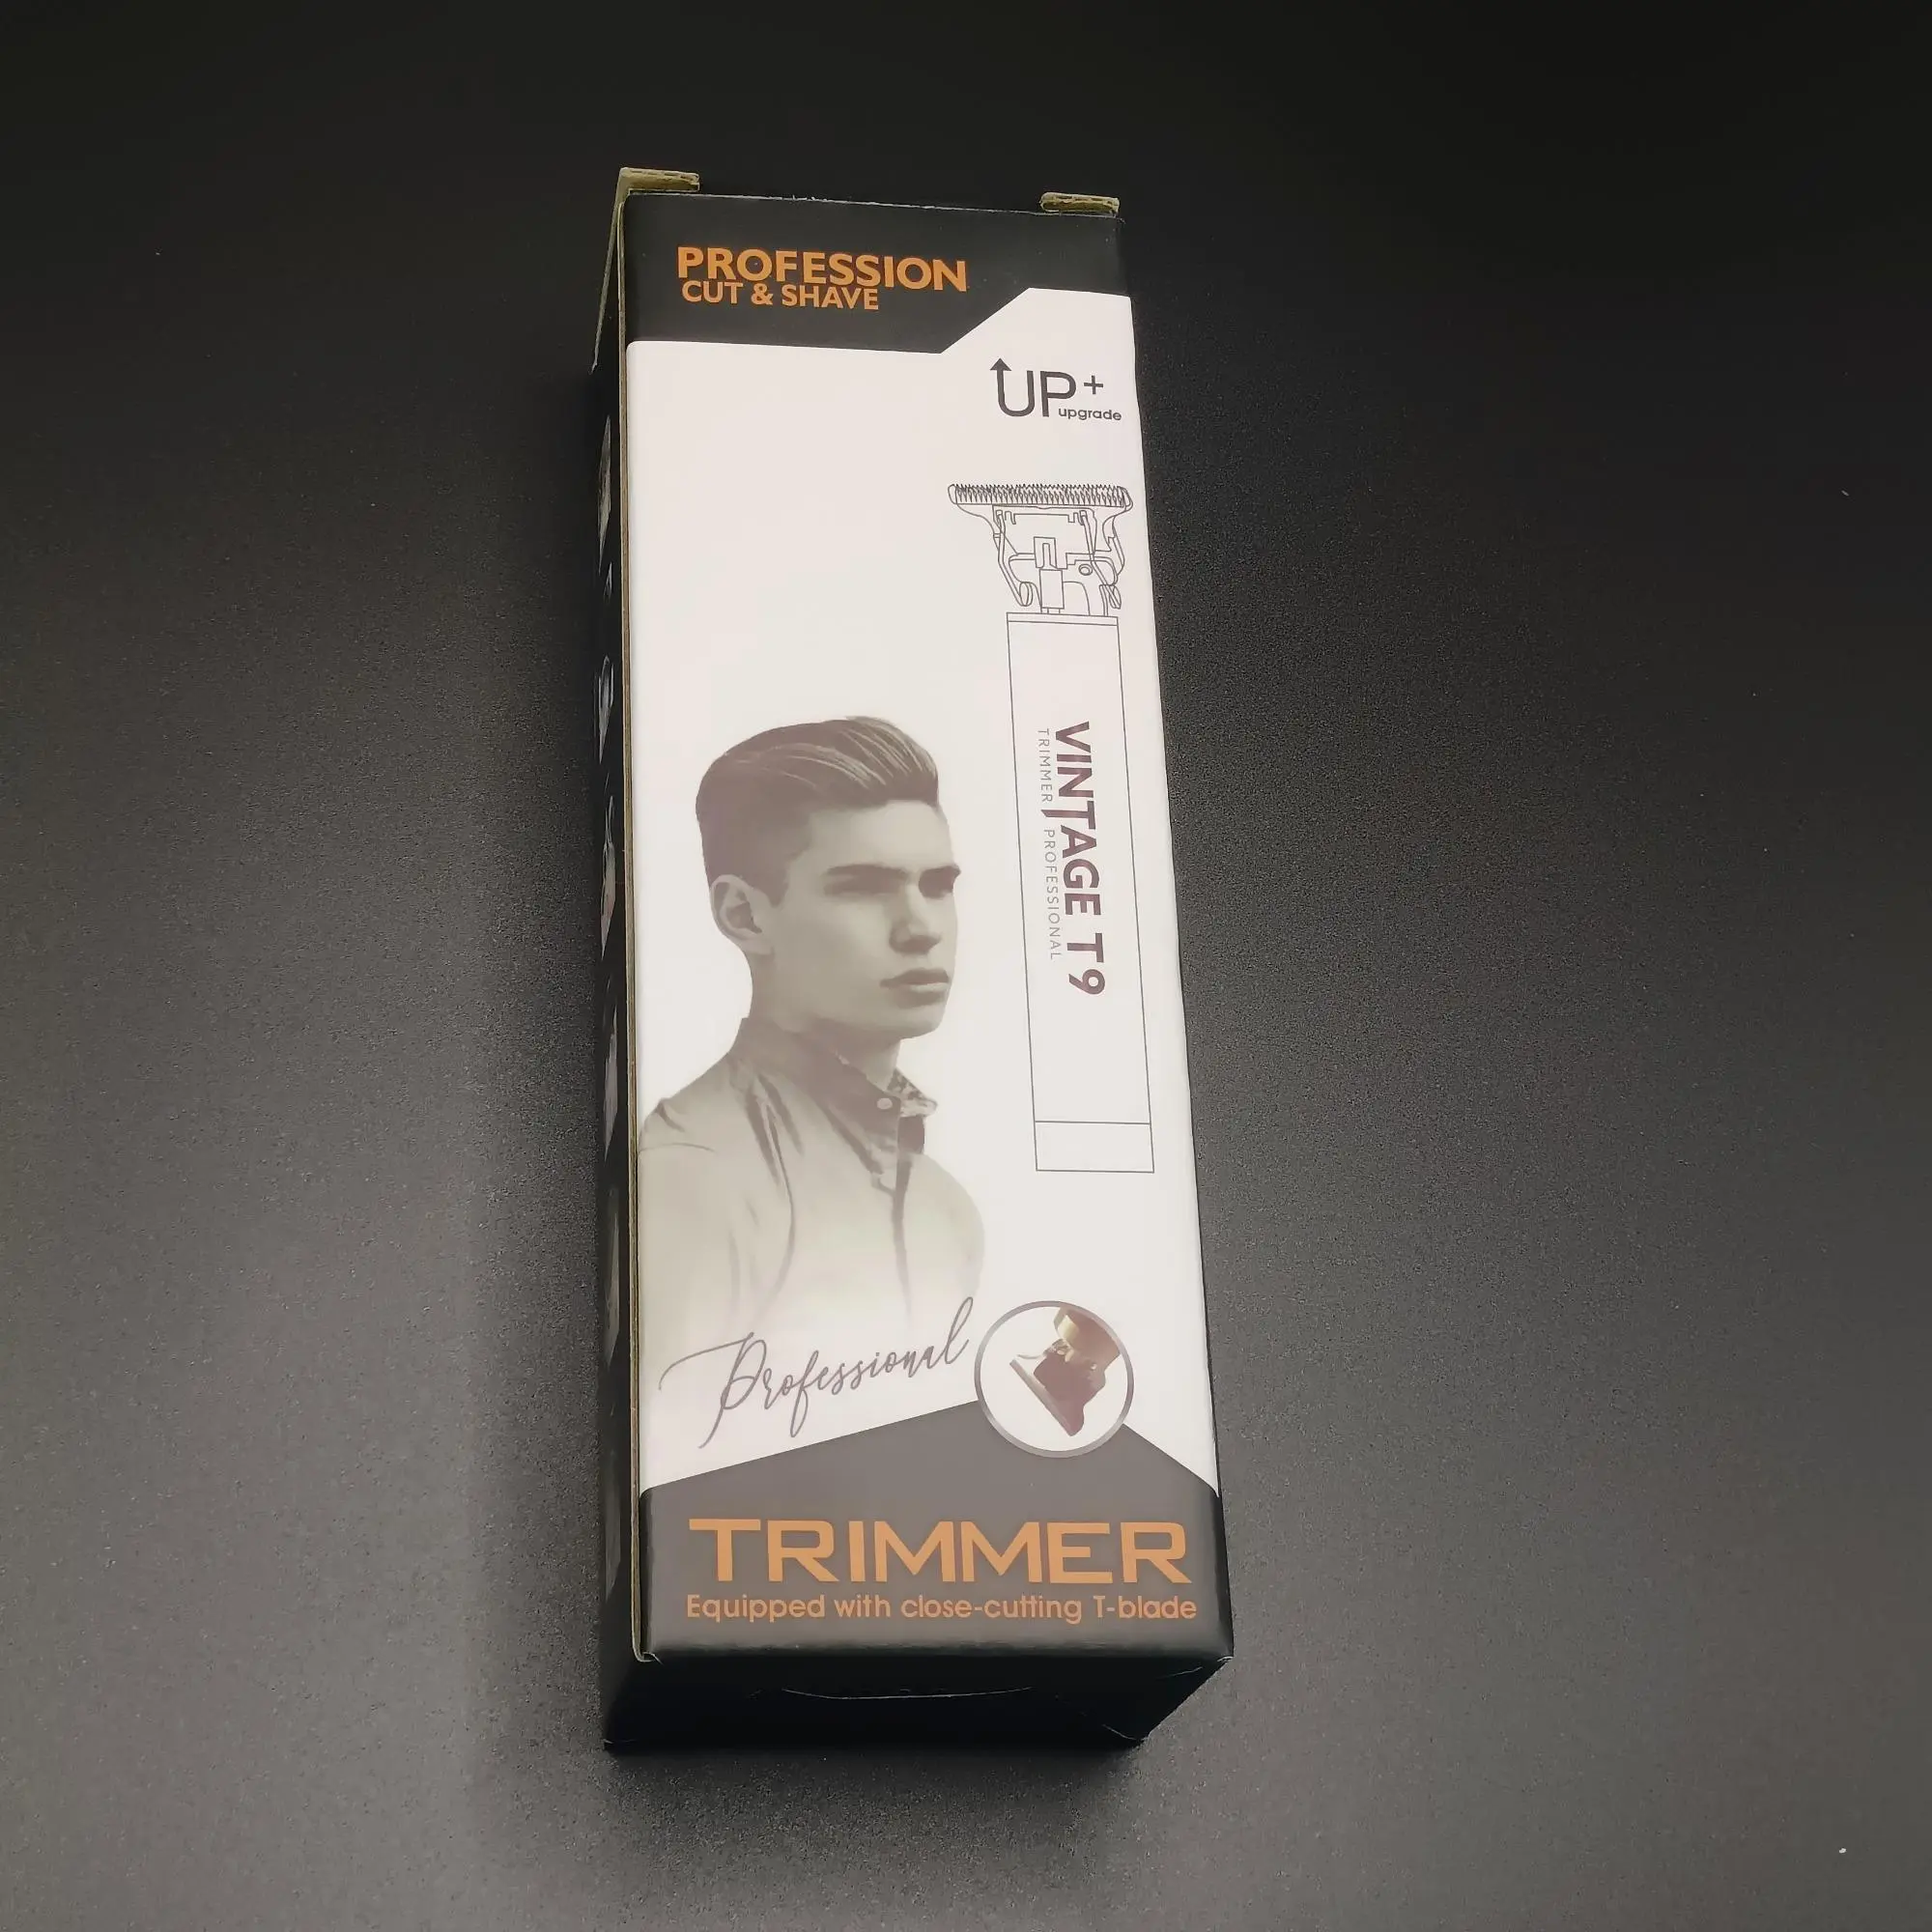 PROFESSION
CUT & SHAVE
UP+
upgrade
VINTAGE T9
TRIMMER PROFESSIONAL
Professional
TRIMMER
Equipped with close-cutting T-blade